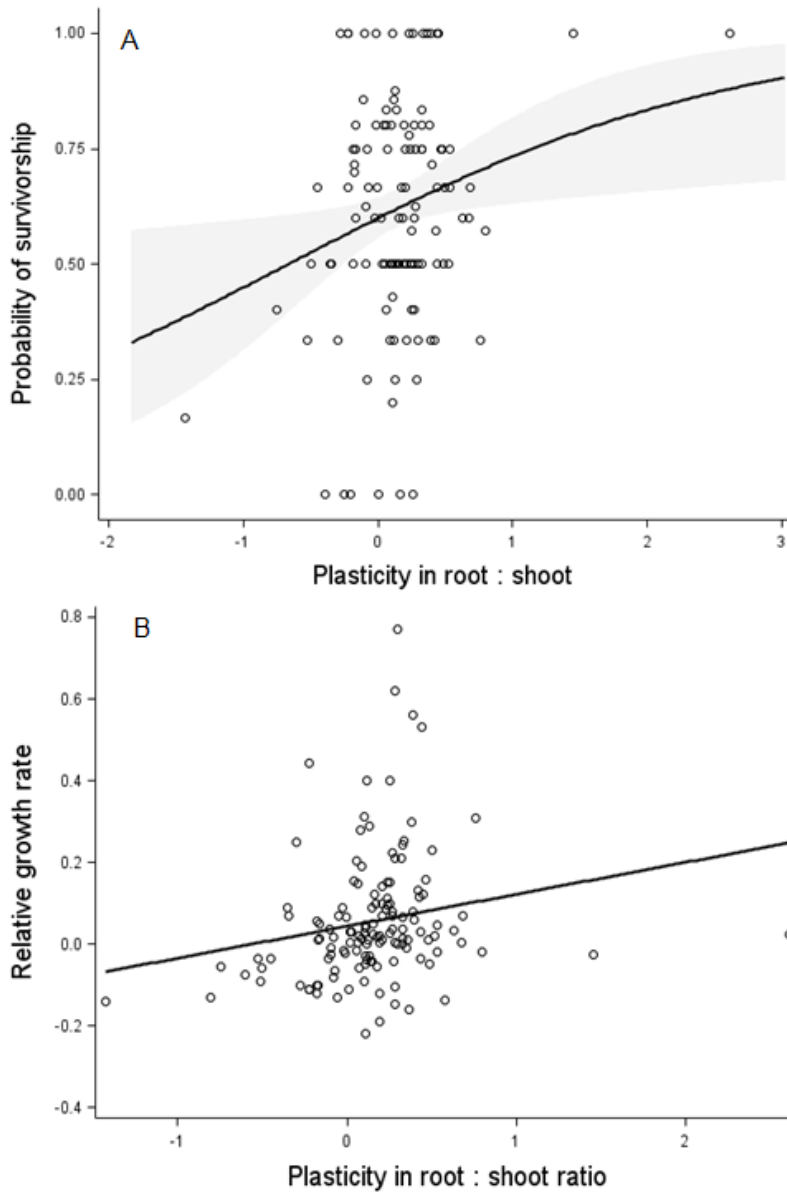 A
1.00
0.75
0.50
0.25
0.00
Probability of survivorship
-2 -1 0 1 2 3
Plasticity in root : shoot
B
0.8
0.6
0.4
0.2
0.0
-0.2
-0.4
Relative growth rate
-1 0 1 2
Plasticity in root : shoot ratio